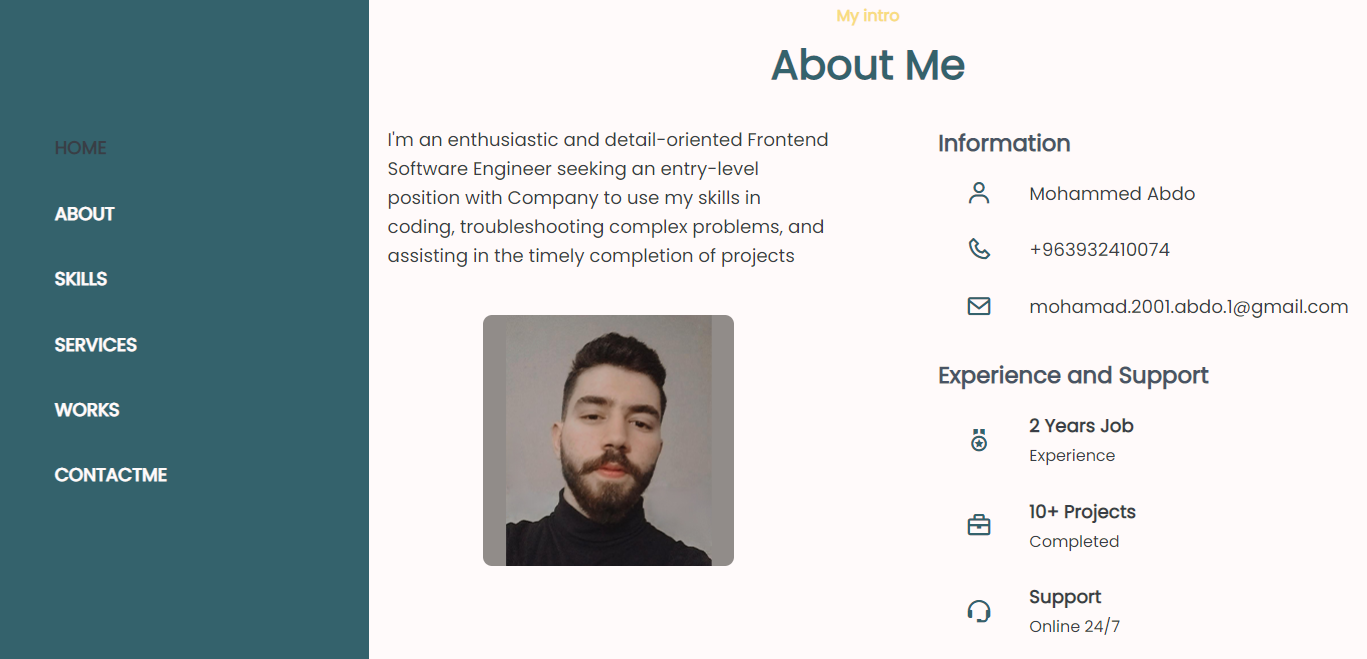 HOME
ABOUT
SKILLS
SERVICES
WORKS
CONTACTME
My intro
About Me
I'm an enthusiastic and detail-oriented Frontend
Software Engineer seeking an entry-level
position with Company to use my skills in
coding, troubleshooting complex problems, and
assisting in the timely completion of projects
Information
Mohammed Abdo
+963932410074
mohamad.2001.abdo.1@gmail.com
Experience and Support
2 Years Job
Experience
10+ Projects
Completed
Support
Online 24/7